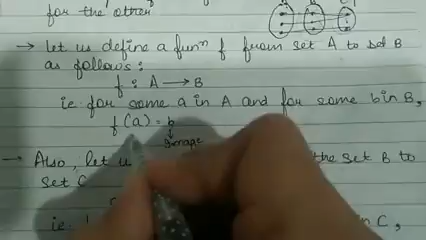 for the other
→ Let us define a funⁿ f from set A to set B
as follows:
f : A → B
ie for some a in A and for some b in B,
f(a) = b
image
→ Also, let u the set B to
set C
ie. in C,